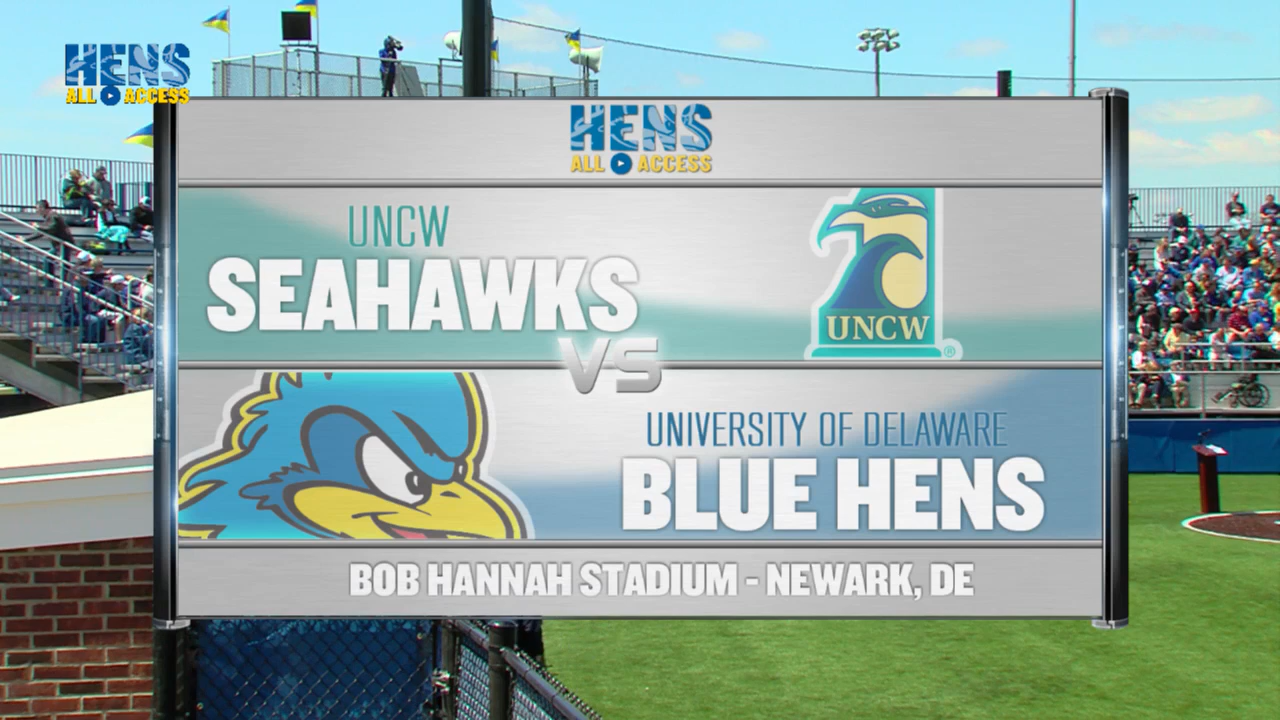 HENS
ALL ACCESS
HENS
ALL ACCESS
UNCW
SEAHAWKS
UNCW
®
VS
UNIVERSITY OF DELAWARE
BLUE HENS
BOB HANNAH STADIUM - NEWARK, DE